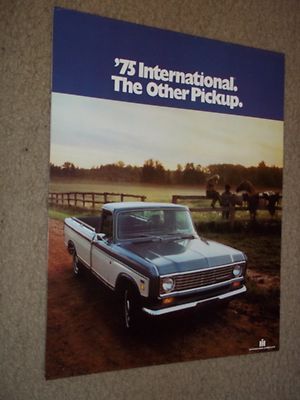 '75 International.
The Other Pickup.